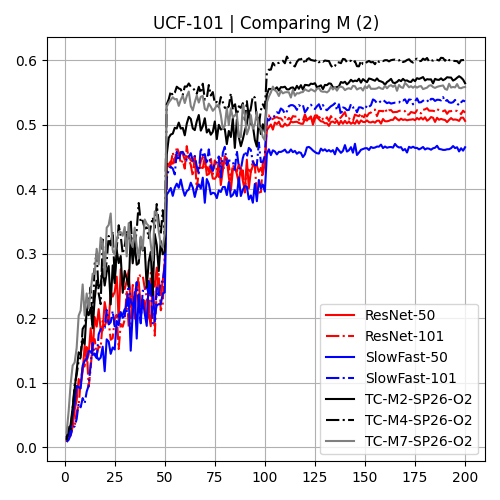 UCF-101 | Comparing M (2)
0.6
0.5
0.4
0.3
0.2
0.1
0.0
ResNet-50
ResNet-101
SlowFast-50
SlowFast-101
TC-M2-SP26-O2
TC-M4-SP26-O2
TC-M7-SP26-O2
0 25 50 75 100 125 150 175 200